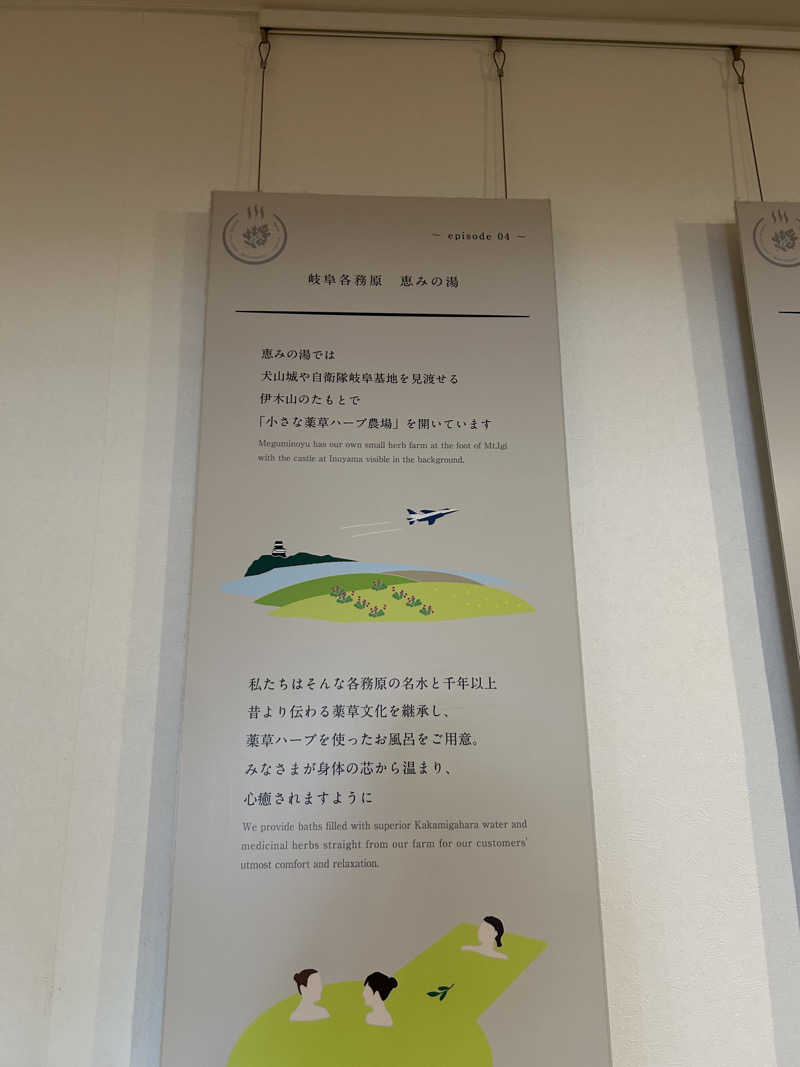 ～ episode 04 ～
岐阜各務原　恵みの湯
恵みの湯では
犬山城や自衛隊岐阜基地を見渡せる
伊木山のたもとで
「小さな薬草ハーブ農場」を開いています
Meguminoyu has our own small herb farm at the foot of Mt.Igi
with the castle at Inuyama visible in the background.
私たちはそんな各務原の名水と千年以上
昔より伝わる薬草文化を継承し、
薬草ハーブを使ったお風呂をご用意。
みなさまが身体の芯から温まり、
心癒されますように
We provide baths filled with superior Kakamigahara water and
medicinal herbs straight from our farm for our customers'
utmost comfort and relaxation.